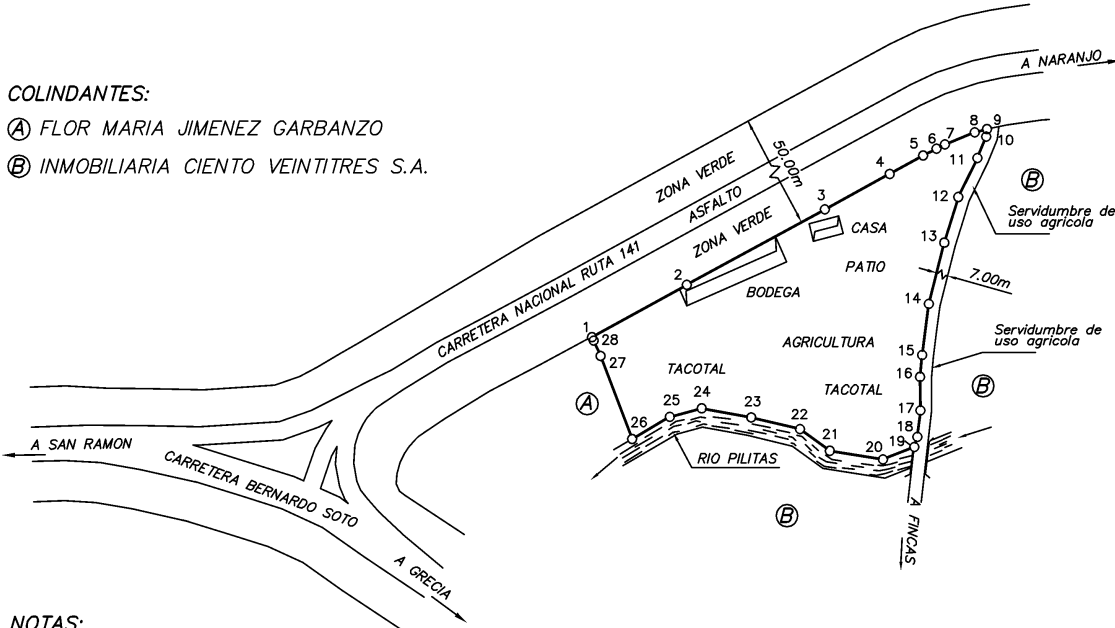 COLINDANTES:
A FLOR MARIA JIMENEZ GARBANZO
B INMOBILIARIA CIENTO VEINTITRES S.A.
A NARANJO
ZONA VERDE
50.00m
ASFALTO
ZONA VERDE
CARRETERA NACIONAL RUTA 141
1
2
3
4
5
6
7
8
9
10
11
12
13
14
15
16
17
18
19
20
21
22
23
24
25
26
27
28
B
Servidumbre de
uso agrícola
CASA
PATIO
7.00m
BODEGA
AGRICULTURA
Servidumbre de
uso agrícola
TACOTAL
TACOTAL
B
A
RIO PILITAS
B
A FINCAS
A SAN RAMON
CARRETERA BERNARDO SOTO
A GRECIA
NOTAS: